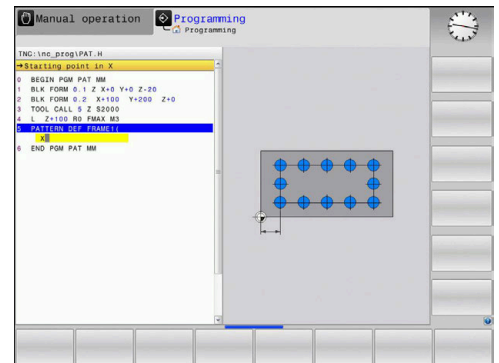 Manual operation
Programming
Programming
TNC:\nc_prog\PAT.H
→Starting point in X
0 BEGIN PGM PAT MM
1 BLK FORM 0.1 Z X+0 Y+0 Z-20
2 BLK FORM 0.2 X+100 Y+200 Z+0
3 TOOL CALL 5 Z S2000
4 L Z+100 R0 FMAX M3
5 PATTERN DEF FRAME1(
X
6 END PGM PAT MM